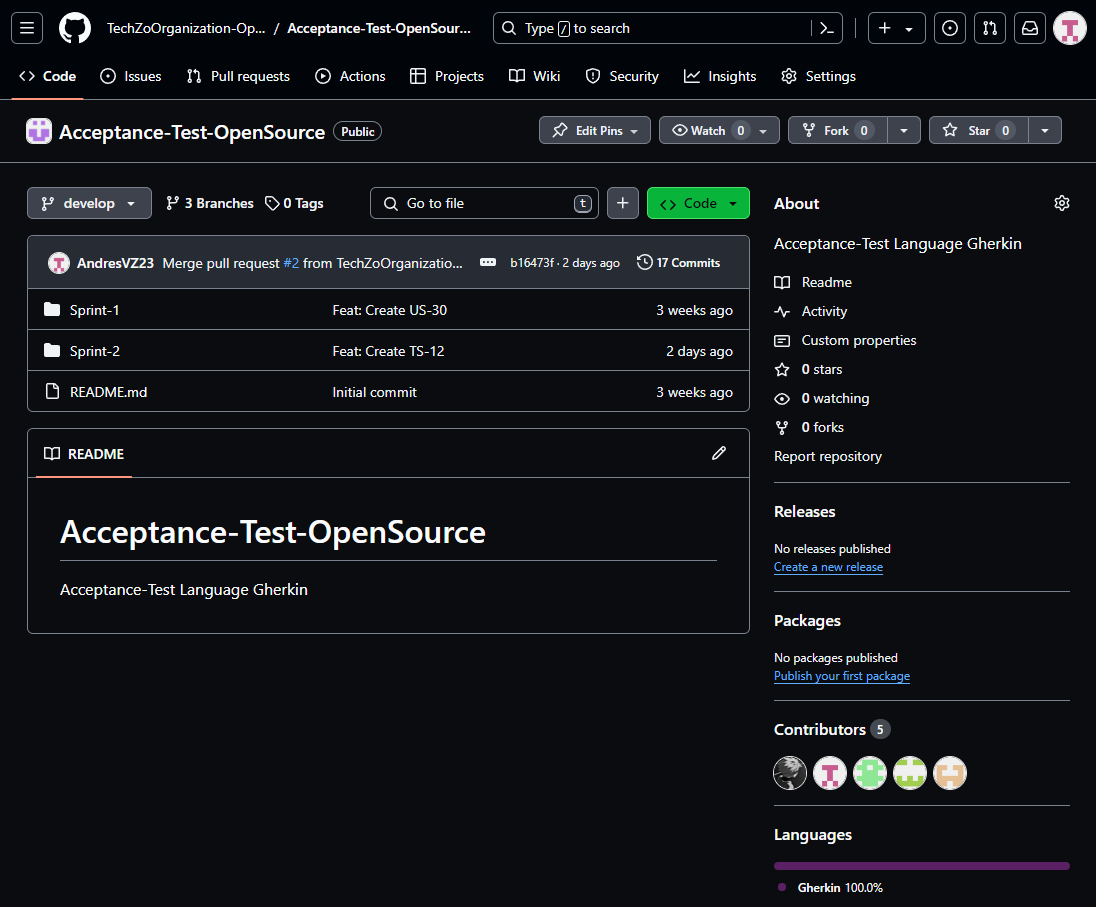 TechZoOrganization-Op... / Acceptance-Test-OpenSour... Type / to search
Code Issues Pull requests Actions Projects Wiki Security Insights Settings
Acceptance-Test-OpenSource Public Edit Pins Watch 0 Fork 0 Star 0
develop 3 Branches 0 Tags Go to file t + Code
AndresVZ23 Merge pull request #2 from TechZoOrganizatio... b16473f · 2 days ago 17 Commits
Sprint-1 Feat: Create US-30 3 weeks ago
Sprint-2 Feat: Create TS-12 2 days ago
README.md Initial commit 3 weeks ago
README
Acceptance-Test-OpenSource
Acceptance-Test Language Gherkin
About
Acceptance-Test Language Gherkin
Readme
Activity
Custom properties
0 stars
0 watching
0 forks
Report repository
Releases
No releases published
Create a new release
Packages
No packages published
Publish your first package
Contributors 5
Languages
Gherkin 100.0%